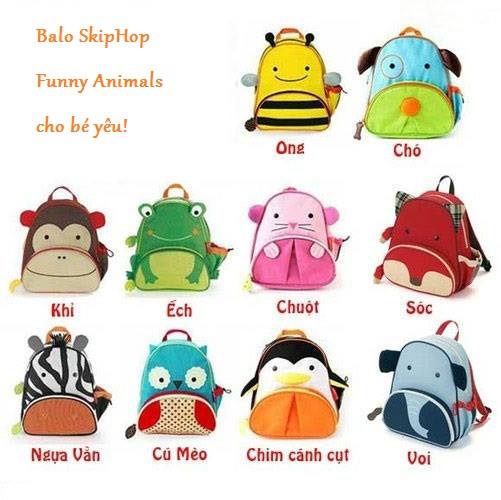 Balo SkipHop
Funny Animals
cho bé yêu!
Ong
Chó
Khỉ
Ếch
Chuột
Sóc
Ngựa Vằn
Cú Mèo
Chim cánh cụt
Voi